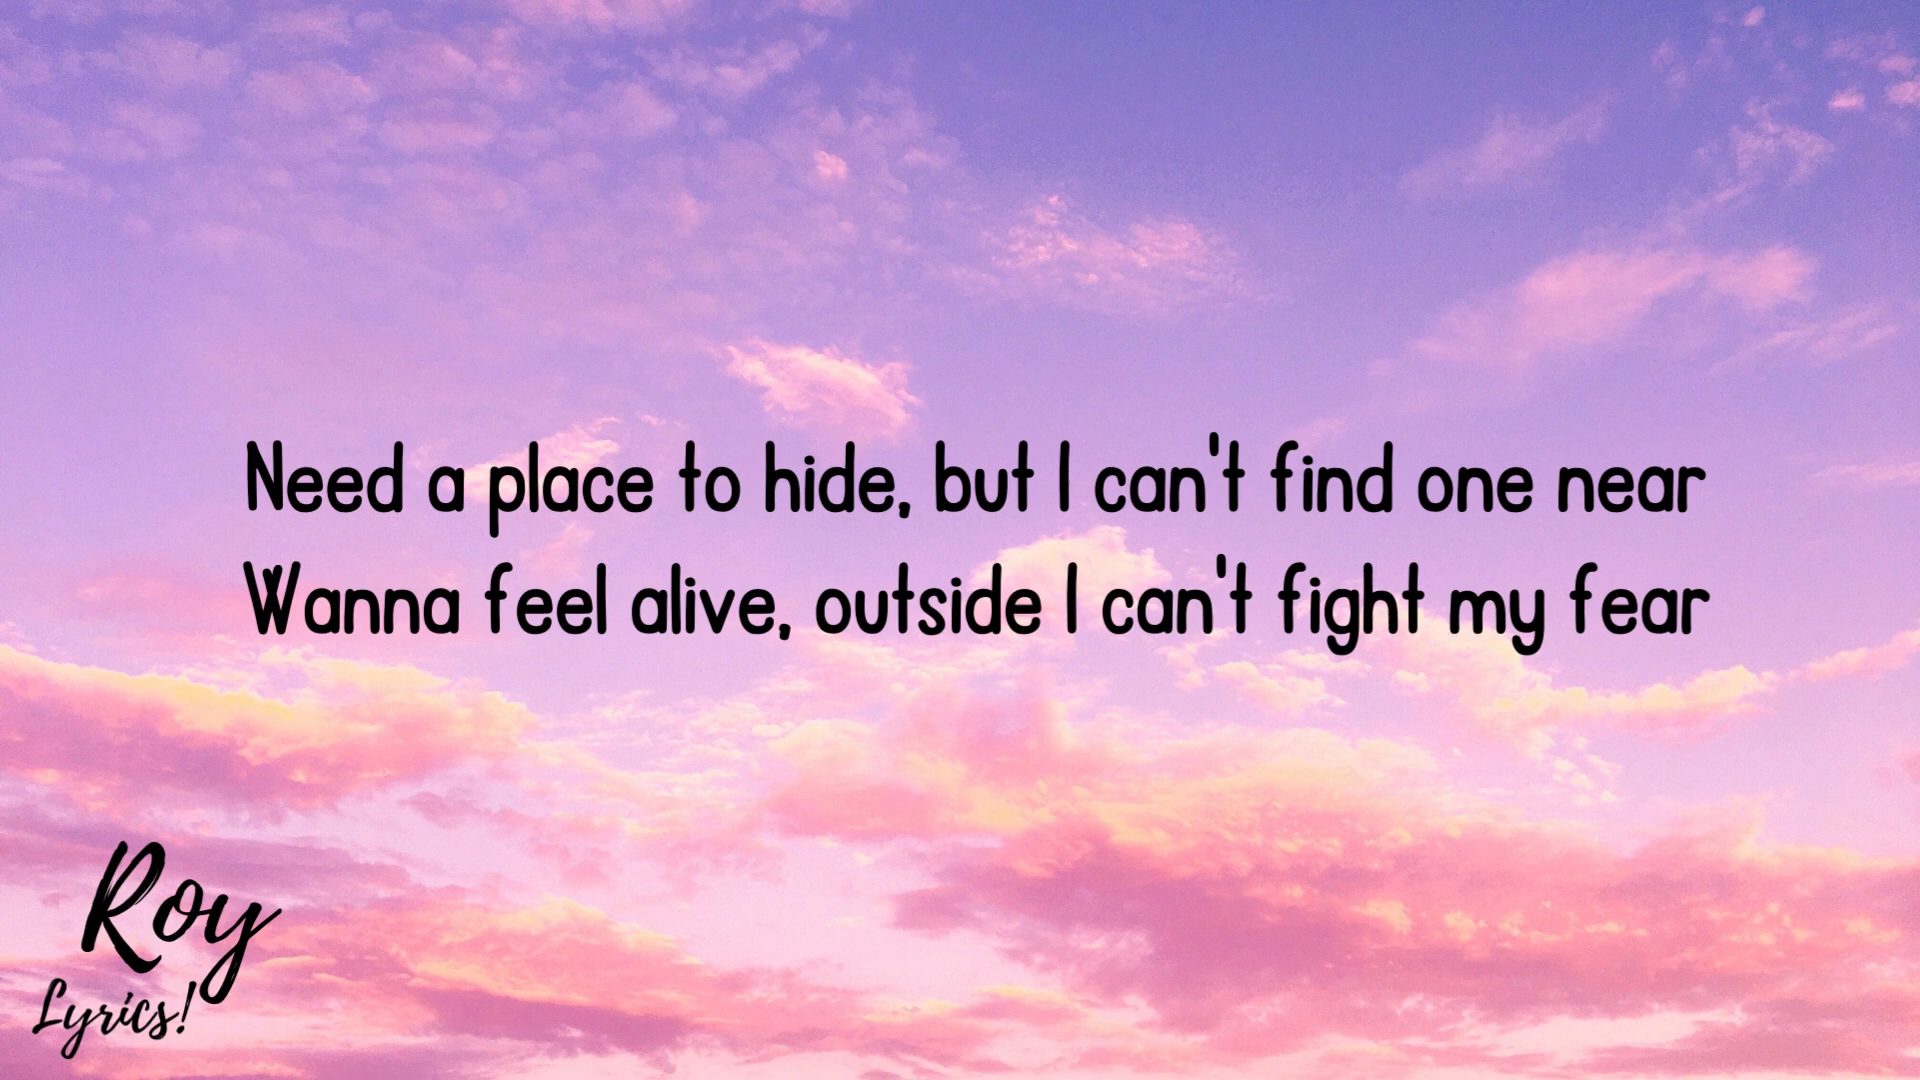 Need a place to hide, but I can't find one near
Wanna feel alive, outside I can't fight my fear
Roy
Lyrics!